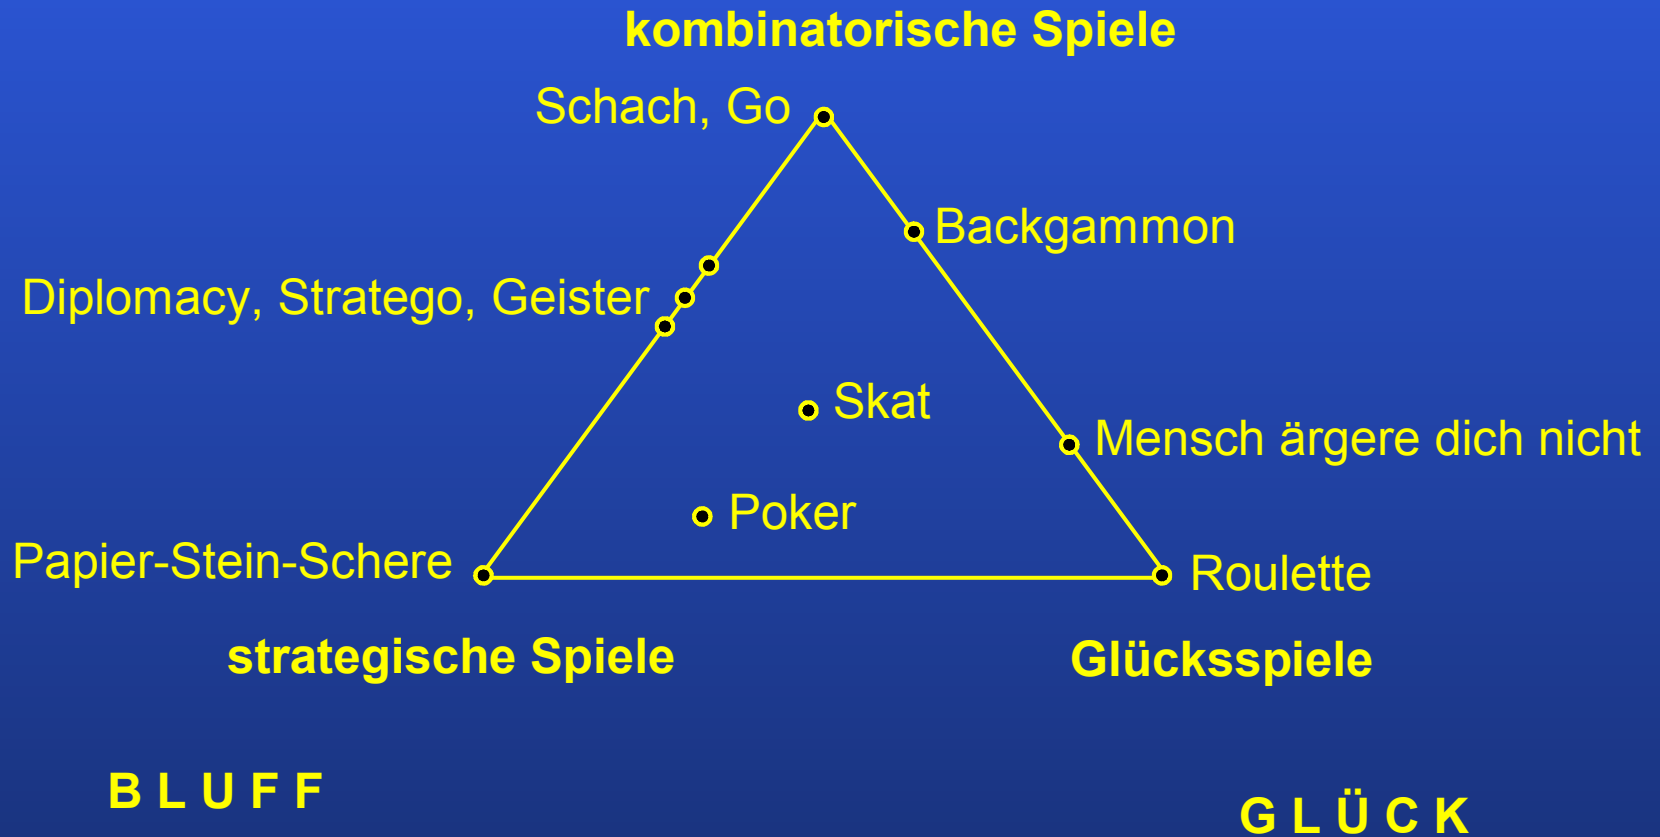 kombinatorische Spiele
Schach, Go
Backgammon
Diplomacy, Stratego, Geister
Skat
Mensch ärgere dich nicht
Poker
Papier-Stein-Schere
Roulette
strategische Spiele
Glücksspiele
B L U F F
G L Ü C K